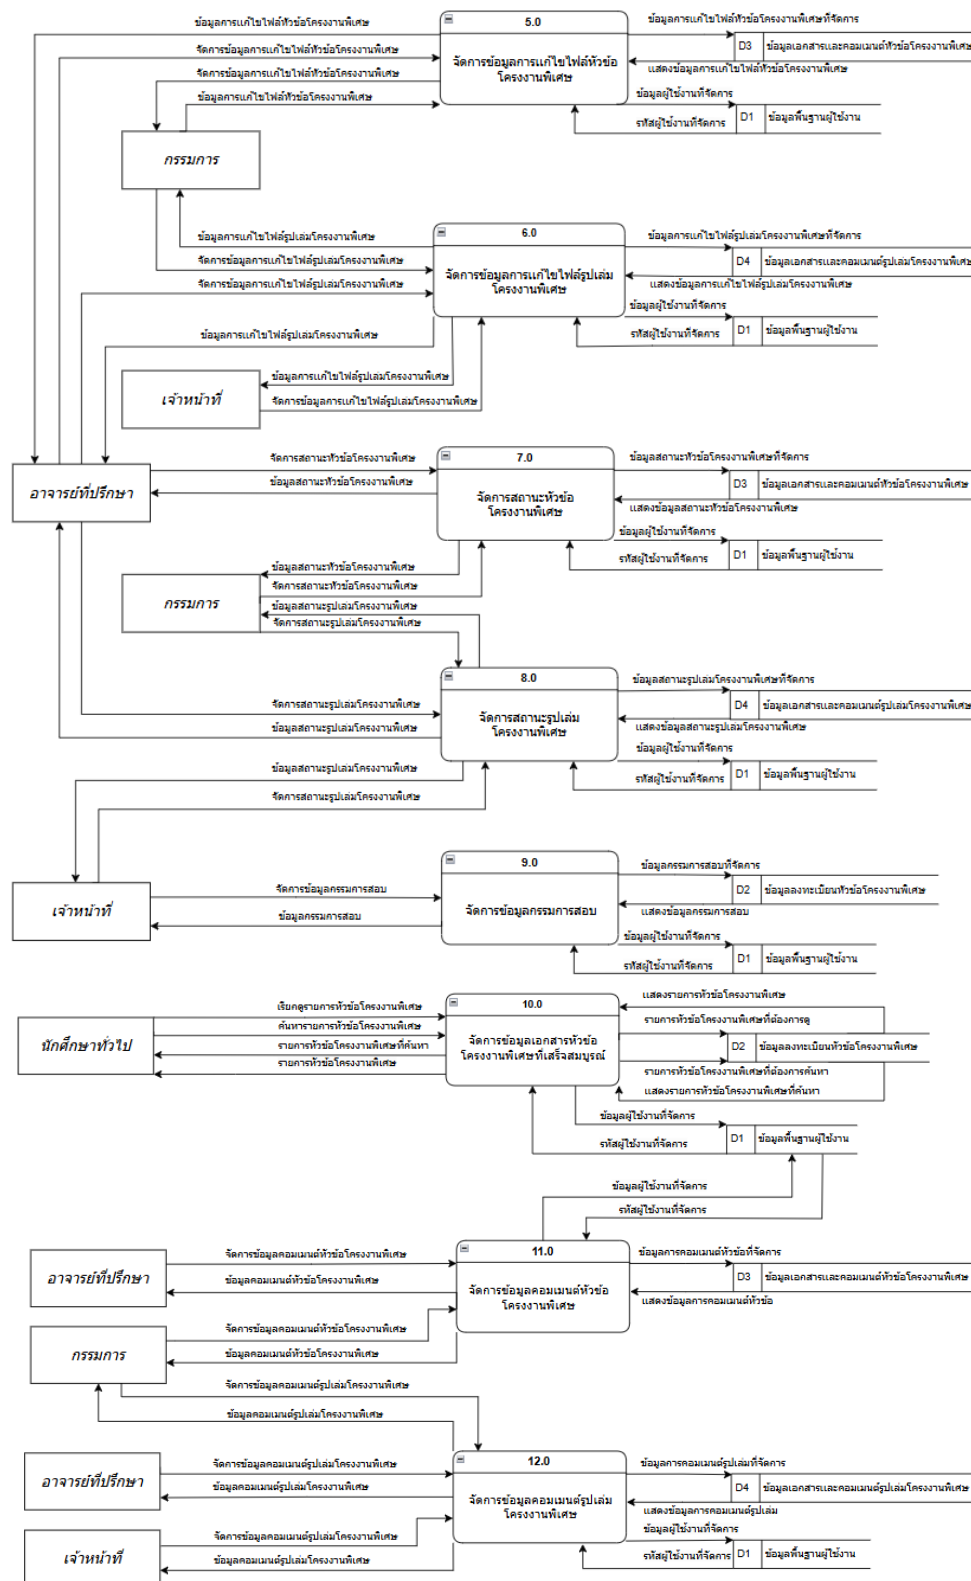 ข้อมูลการแก้ไขไฟล์หัวข้อโครงงานพิเศษ
5.0
ข้อมูลการแก้ไขไฟล์หัวข้อโครงงานพิเศษที่จัดการ
จัดการข้อมูลการแก้ไขไฟล์หัวข้อโครงงานพิเศษ
D3
ข้อมูลเอกสารและคอมเมนต์หัวข้อโครงงานพิเศษ
จัดการข้อมูลการแก้ไขไฟล์หัวข้อ
โครงงานพิเศษ
จัดการข้อมูลการแก้ไขไฟล์หัวข้อโครงงานพิเศษ
แสดงข้อมูลการแก้ไขไฟล์หัวข้อโครงงานพิเศษ
ข้อมูลการแก้ไขไฟล์หัวข้อโครงงานพิเศษ
ข้อมูลผู้ใช้งานที่จัดการ
รหัสผู้ใช้งานที่จัดการ
D1
ข้อมูลพื้นฐานผู้ใช้งาน
กรรมการ
6.0
ข้อมูลการแก้ไขไฟล์รูปเล่มโครงงานพิเศษ
ข้อมูลการแก้ไขไฟล์รูปเล่มโครงงานพิเศษที่จัดการ
จัดการข้อมูลการแก้ไขไฟล์รูปเล่มโครงงานพิเศษ
D4
ข้อมูลเอกสารและคอมเมนต์รูปเล่มโครงงานพิเศษ
จัดการข้อมูลการแก้ไขไฟล์รูปเล่ม
โครงงานพิเศษ
จัดการข้อมูลการแก้ไขไฟล์รูปเล่มโครงงานพิเศษ
แสดงข้อมูลการแก้ไขไฟล์รูปเล่มโครงงานพิเศษ
ข้อมูลผู้ใช้งานที่จัดการ
ข้อมูลการแก้ไขไฟล์รูปเล่มโครงงานพิเศษ
รหัสผู้ใช้งานที่จัดการ
D1
ข้อมูลพื้นฐานผู้ใช้งาน
ข้อมูลการแก้ไขไฟล์รูปเล่มโครงงานพิเศษ
เจ้าหน้าที่
จัดการข้อมูลการแก้ไขไฟล์รูปเล่มโครงงานพิเศษ
7.0
จัดการสถานะหัวข้อโครงงานพิเศษ
ข้อมูลสถานะหัวข้อโครงงานพิเศษที่จัดการ
อาจารย์ที่ปรึกษา
ข้อมูลสถานะหัวข้อโครงงานพิเศษ
D3
ข้อมูลเอกสารและคอมเมนต์หัวข้อโครงงานพิเศษ
จัดการสถานะหัวข้อ
โครงงานพิเศษ
แสดงข้อมูลสถานะหัวข้อโครงงานพิเศษ
ข้อมูลผู้ใช้งานที่จัดการ
รหัสผู้ใช้งานที่จัดการ
D1
ข้อมูลพื้นฐานผู้ใช้งาน
ข้อมูลสถานะหัวข้อโครงงานพิเศษ
จัดการสถานะหัวข้อโครงงานพิเศษ
กรรมการ
ข้อมูลสถานะรูปเล่มโครงงานพิเศษ
จัดการสถานะรูปเล่มโครงงานพิเศษ
8.0
ข้อมูลสถานะรูปเล่มโครงงานพิเศษที่จัดการ
จัดการสถานะรูปเล่มโครงงานพิเศษ
D4
ข้อมูลเอกสารและคอมเมนต์รูปเล่มโครงงานพิเศษ
จัดการสถานะรูปเล่ม
โครงงานพิเศษ
ข้อมูลสถานะรูปเล่มโครงงานพิเศษ
แสดงข้อมูลสถานะรูปเล่มโครงงานพิเศษ
ข้อมูลผู้ใช้งานที่จัดการ
ข้อมูลสถานะรูปเล่มโครงงานพิเศษ
รหัสผู้ใช้งานที่จัดการ
D1
ข้อมูลพื้นฐานผู้ใช้งาน
จัดการสถานะรูปเล่มโครงงานพิเศษ
9.0
ข้อมูลกรรมการสอบที่จัดการ
จัดการข้อมูลกรรมการสอบ
D2
ข้อมูลลงทะเบียนหัวข้อโครงงานพิเศษ
เจ้าหน้าที่
จัดการข้อมูลกรรมการสอบ
แสดงข้อมูลกรรมการสอบ
ข้อมูลกรรมการสอบ
ข้อมูลผู้ใช้งานที่จัดการ
รหัสผู้ใช้งานที่จัดการ
D1
ข้อมูลพื้นฐานผู้ใช้งาน
แสดงรายการหัวข้อโครงงานพิเศษ
10.0
เรียกดูรายการหัวข้อโครงงานพิเศษ
รายการหัวข้อโครงงานพิเศษที่ต้องการดู
ค้นหารายการหัวข้อโครงงานพิเศษ
นักศึกษาทั่วไป
จัดการข้อมูลเอกสารหัวข้อ
โครงงานพิเศษที่เสร็จสมบูรณ์
D2
ข้อมูลลงทะเบียนหัวข้อโครงงานพิเศษ
รายการหัวข้อโครงงานพิเศษที่ค้นหา
รายการหัวข้อโครงงานพิเศษ
รายการหัวข้อโครงงานพิเศษที่ต้องการค้นหา
แสดงรายการหัวข้อโครงงานพิเศษที่ค้นหา
ข้อมูลผู้ใช้งานที่จัดการ
รหัสผู้ใช้งานที่จัดการ
D1
ข้อมูลพื้นฐานผู้ใช้งาน
ข้อมูลผู้ใช้งานที่จัดการ
รหัสผู้ใช้งานที่จัดการ
11.0
จัดการข้อมูลคอมเมนต์หัวข้อโครงงานพิเศษ
ข้อมูลการคอมเมนต์หัวข้อที่จัดการ
อาจารย์ที่ปรึกษา
ข้อมูลคอมเมนต์หัวข้อโครงงานพิเศษ
D3
ข้อมูลเอกสารและคอมเมนต์หัวข้อโครงงานพิเศษ
จัดการข้อมูลคอมเมนต์หัวข้อ
โครงงานพิเศษ
แสดงข้อมูลการคอมเมนต์หัวข้อ
จัดการข้อมูลคอมเมนต์หัวข้อโครงงานพิเศษ
กรรมการ
ข้อมูลคอมเมนต์หัวข้อโครงงานพิเศษ
จัดการข้อมูลคอมเมนต์รูปเล่มโครงงานพิเศษ
ข้อมูลคอมเมนต์รูปเล่มโครงงานพิเศษ
12.0
จัดการข้อมูลคอมเมนต์รูปเล่มโครงงานพิเศษ
ข้อมูลการคอมเมนต์รูปเล่มที่จัดการ
อาจารย์ที่ปรึกษา
ข้อมูลคอมเมนต์รูปเล่มโครงงานพิเศษ
D4
ข้อมูลเอกสารและคอมเมนต์รูปเล่มโครงงานพิเศษ
จัดการข้อมูลคอมเมนต์รูปเล่ม
โครงงานพิเศษ
แสดงข้อมูลการคอมเมนต์รูปเล่ม
ข้อมูลผู้ใช้งานที่จัดการ
จัดการข้อมูลคอมเมนต์รูปเล่มโครงงานพิเศษ
เจ้าหน้าที่
ข้อมูลคอมเมนต์รูปเล่มโครงงานพิเศษ
รหัสผู้ใช้งานที่จัดการ
D1
ข้อมูลพื้นฐานผู้ใช้งาน